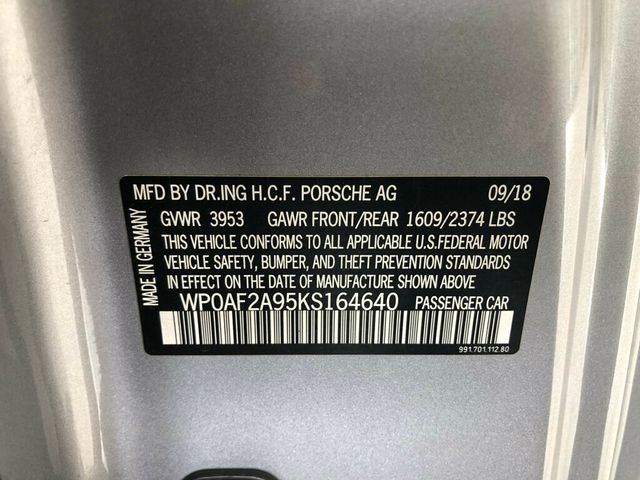 MFD BY DR.ING H.C.F. PORSCHE AG 09/18
GVWR 3953 GAWR FRONT/REAR 1609/2374 LBS
THIS VEHICLE CONFORMS TO ALL APPLICABLE U.S.FEDERAL MOTOR
VEHICLE SAFETY, BUMPER, AND THEFT PREVENTION STANDARDS
IN EFFECT ON THE DATE OF MANUFACTURE SHOWN ABOVE.
WP0AF2A95KS164640 PASSENGER CAR
991.701.112.80
MADE IN GERMANY